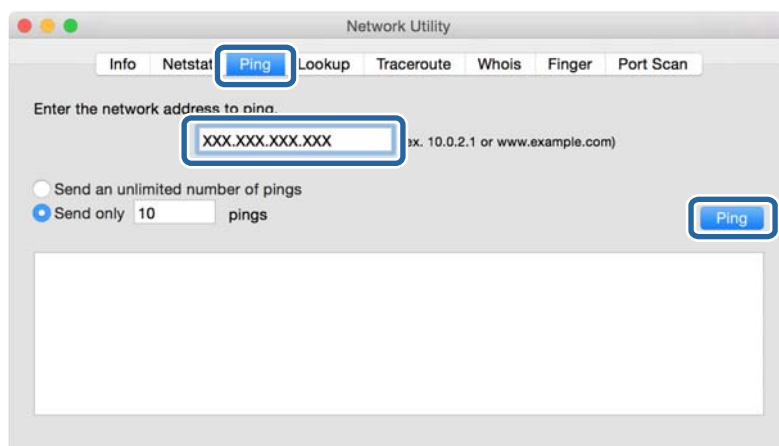 Network Utility
Info Netstat Ping Lookup Traceroute Whois Finger Port Scan
Enter the network address to ping.
XXX.XXX.XXX.XXX ex. 10.0.2.1 or www.example.com)
Send an unlimited number of pings
Send only 10 pings
Ping